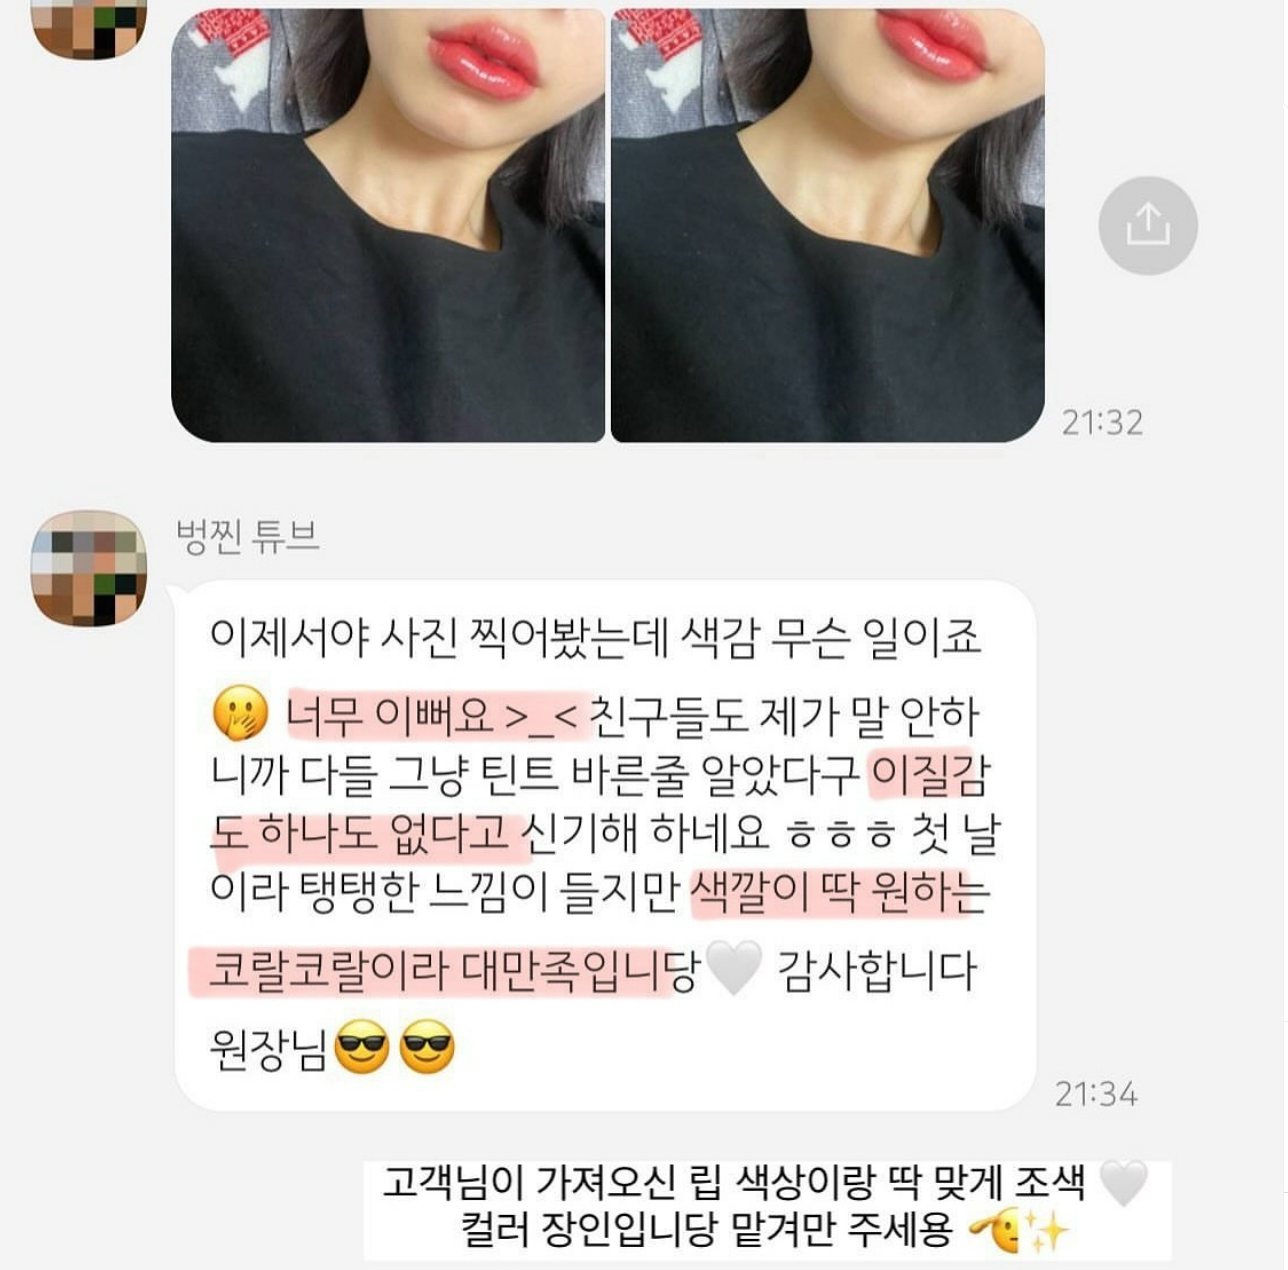 21:32
벙찐 튜브
이제서야 사진 찍어봤는데 색감 무슨 일이죠
🤭 너무 이뻐요 >_< 친구들도 제가 말 안하
니까 다들 그냥 틴트 바른줄 알았다구 이질감
도 하나도 없다고 신기해 하네요 ㅎㅎㅎ 첫 날
이라 탱탱한 느낌이 들지만 색깔이 딱 원하는
코랄코랄이라 대만족입니당🤍 감사합니다
원장님😎😎
21:34
고객님이 가져오신 립 색상이랑 딱 맞게 조색🤍
컬러 장인입니당 맡겨만 주세용 🫡✨